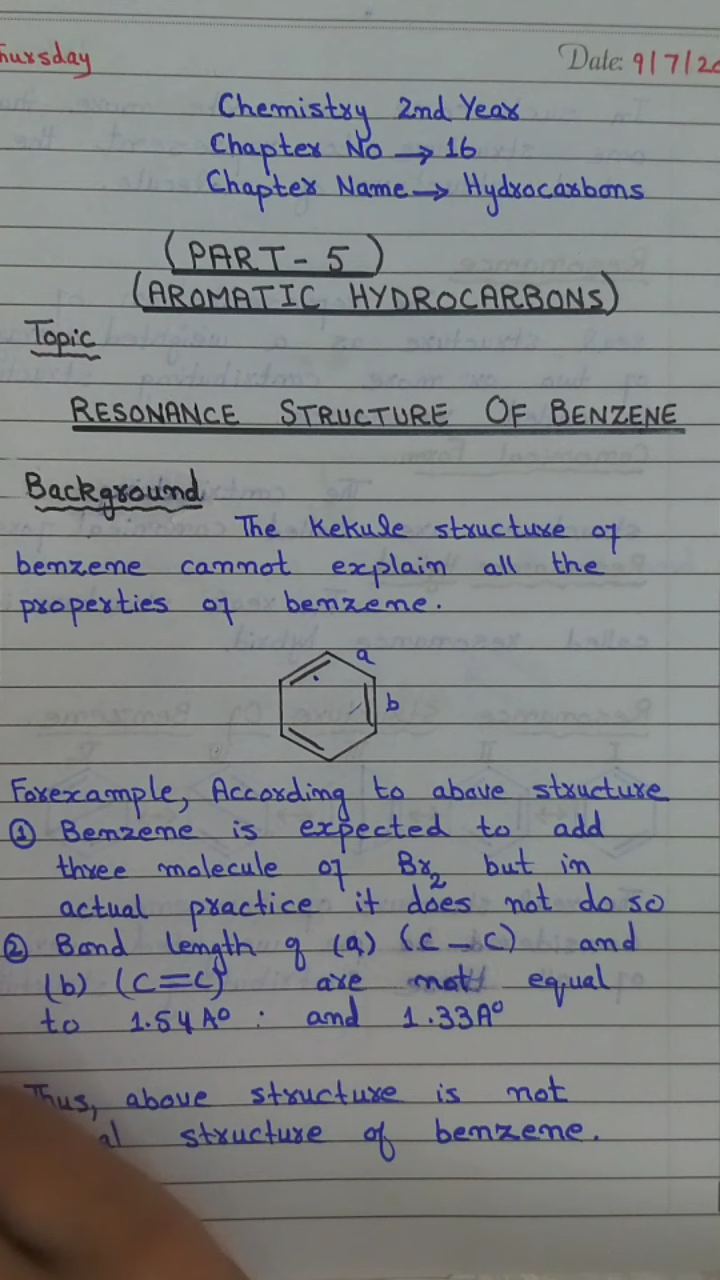 hursday Date: 9/7/20
Chemistry 2nd Year
Chapter No → 16
Chapter Name → Hydrocarbons
(PART-5)
(AROMATIC HYDROCARBONS)
Topic
RESONANCE STRUCTURE OF BENZENE
Background
The Kekule structure of
benzene cannot explain all the
properties of benzene.
a
b
Forexample, According to above structure
① Benzene is expected to add
three molecule of Br2 but in
actual practice it does not do so
② Bond length of (a) (C-C) and
(b) (C=C) are not equal
to 1.54A° : and 1.33A°
Thus, above structure is not
al structure of benzene.